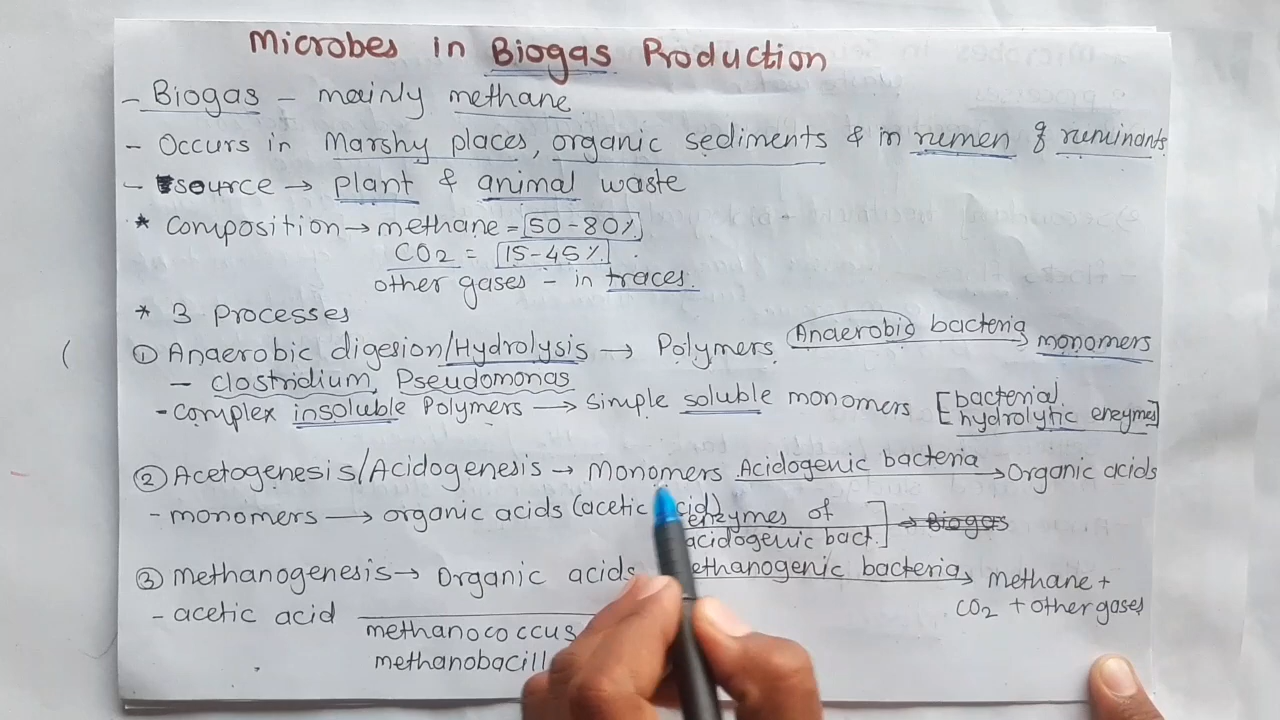 Microbes in Biogas Production
- Biogas - mainly methane
- Occurs in Marshy places, organic sediments & in rumen of ruminants
- source → plant & animal waste
* Composition → methane = 50-80%
CO2 = 15-45%
other gases - in traces.
* 3 Processes
① Anaerobic digesion/Hydrolysis → Polymers Anaerobic bacteria monomers
- clostridium, Pseudomonas
- complex insoluble Polymers → simple soluble monomers [bacterial
hydrolytic enzymes]
② Acetogenesis/Acidogenesis → Monomers Acidogenic bacteria → Organic acids
- monomers → organic acids (acetic acid)
enzymes of
acidogenic bact.] → Biogas
③ Methanogenesis → Organic acids methanogenic bacteria → Methane +
CO2 + other gases
- acetic acid
methanococcus